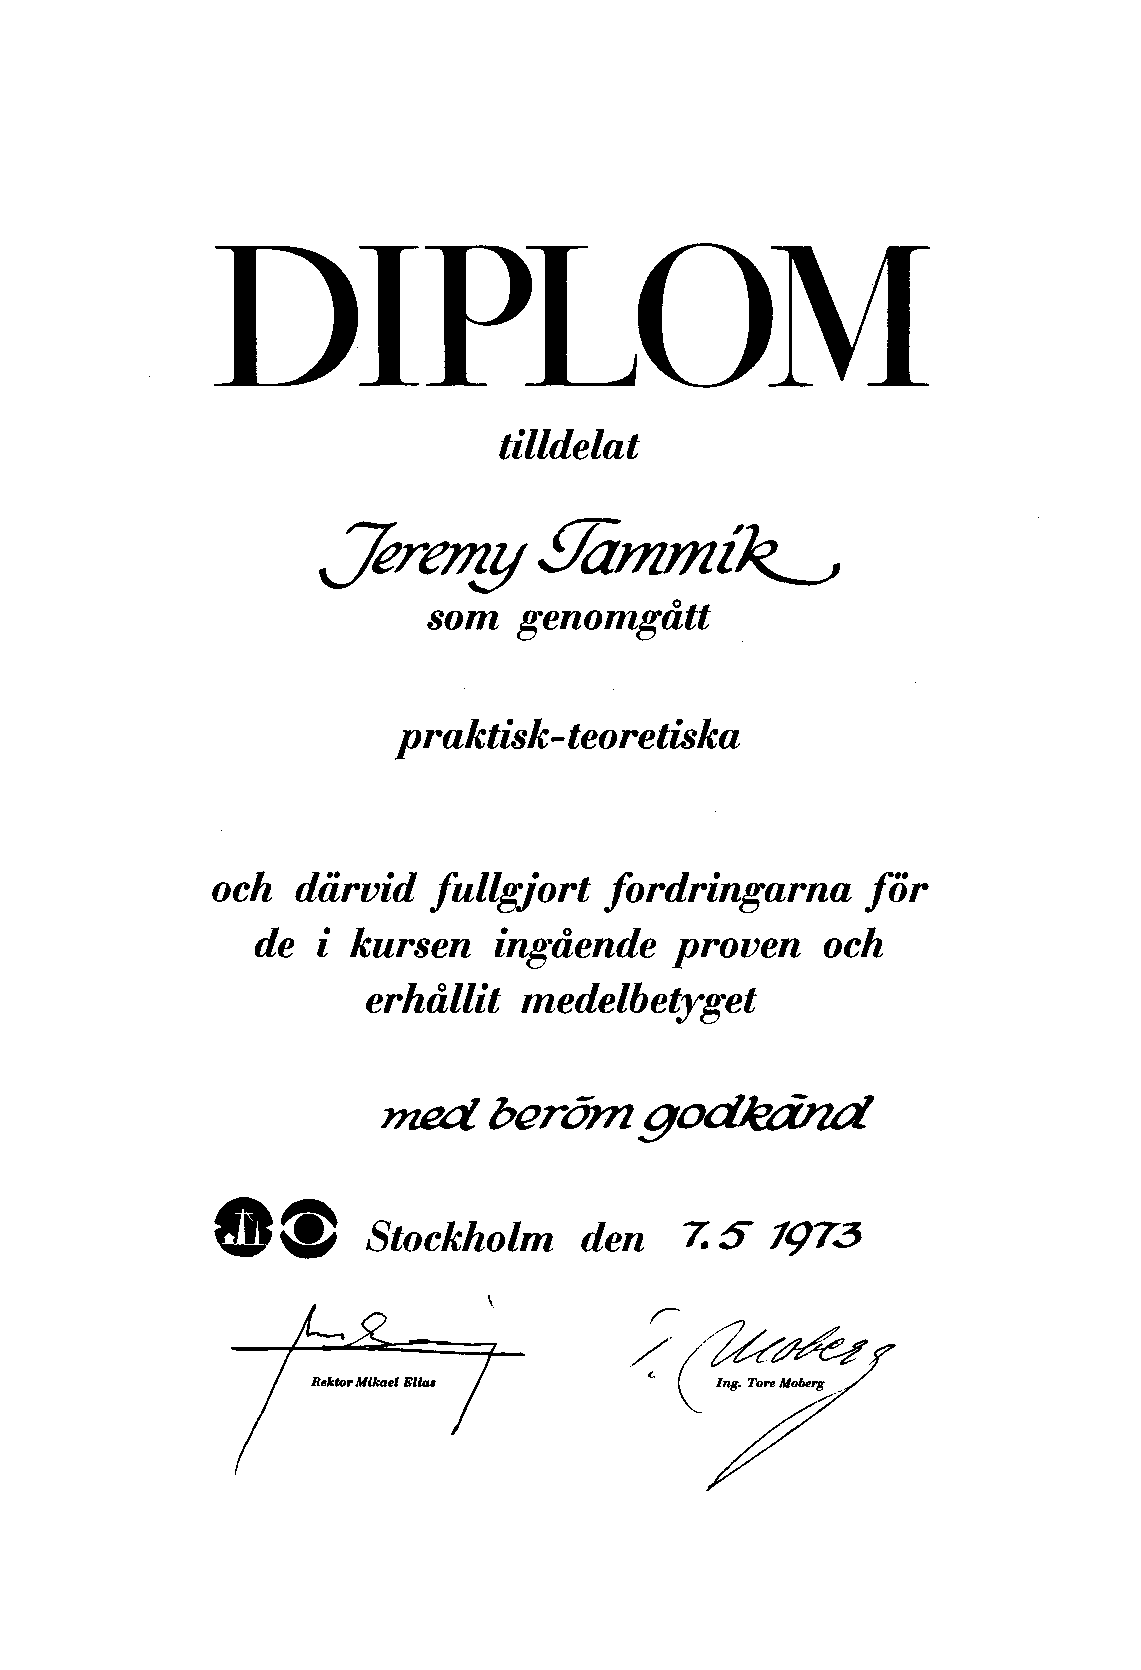 DIPLOM
tilldelat
Jeremy Tammik
som genomgått
praktisk-teoretiska
och därvid fullgjort fordringarna för
de i kursen ingående proven och
erhållit medelbetyget
med beröm godkänd
Stockholm den 7.5 1973
T. Moberg
Rektor Mikael Elias Ing. Tore Moberg